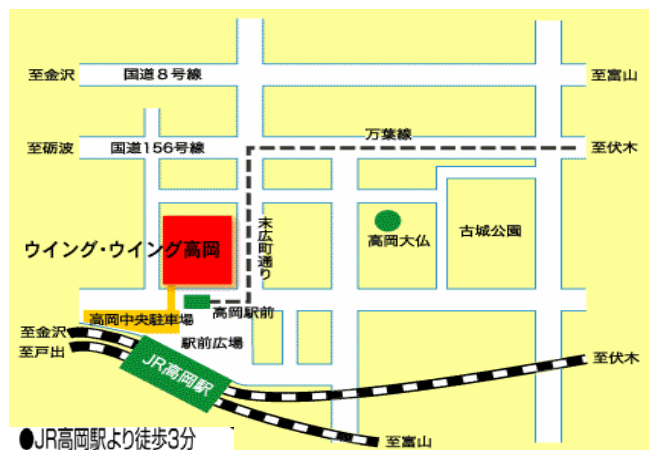 至金沢
国道8号線
至富山
万葉線
至砺波
国道156号線
至伏木
末広町通り
高岡大仏
古城公園
ウイング・ウイング高岡
高岡駅前
高岡中央駐車場
至金沢
駅前広場
至戸出
JR高岡駅
至伏木
至富山
●JR高岡駅より徒歩3分